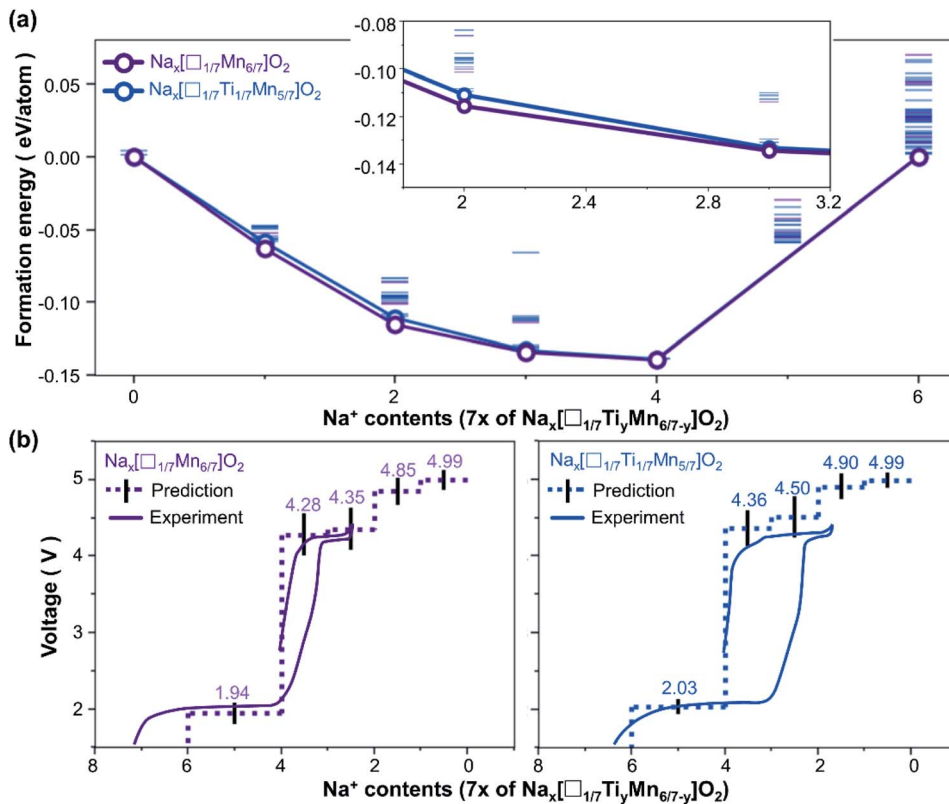 (a)
Formation energy ( eV/atom)
0.05
0.00
-0.05
-0.10
-0.15
Naₓ[□₁/₇Mn₆/₇]O₂
Naₓ[□₁/₇Ti₁/₇Mn₅/₇]O₂
-0.08
-0.10
-0.12
-0.14
2 2.4 2.8 3.2
0 2 4 6
Na⁺ contents (7x of Naₓ[□₁/₇TiᵧMn₆/₇₋ᵧ]O₂)
(b)
Voltage ( V)
5
4
3
2
Naₓ[□₁/₇Mn₆/₇]O₂
Prediction
Experiment
4.28
4.35
4.85
4.99
1.94
8 6 4 2 0
Naₓ[□₁/₇Ti₁/₇Mn₅/₇]O₂
Prediction
Experiment
4.36
4.50
4.90
4.99
2.03
8 6 4 2 0
Na⁺ contents (7x of Naₓ[□₁/₇TiᵧMn₆/₇₋ᵧ]O₂)